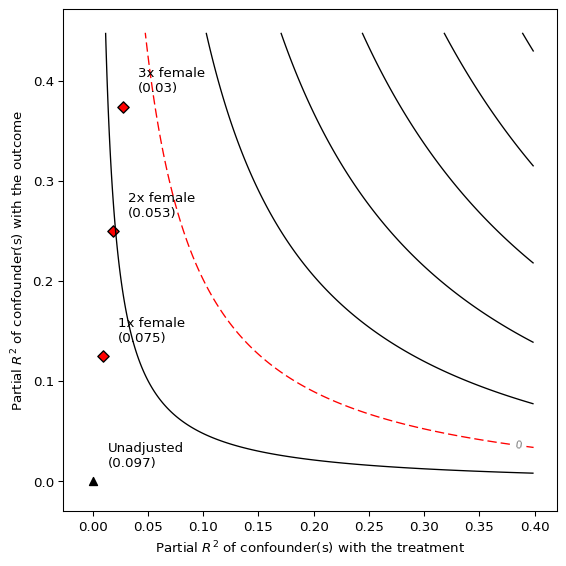 3x female
(0.03)
2x female
(0.053)
1x female
(0.075)
Unadjusted
(0.097)
0
0.4
0.3
0.2
0.1
0.0
0.00 0.05 0.10 0.15 0.20 0.25 0.30 0.35 0.40
Partial R² of confounder(s) with the treatment
Partial R² of confounder(s) with the outcome